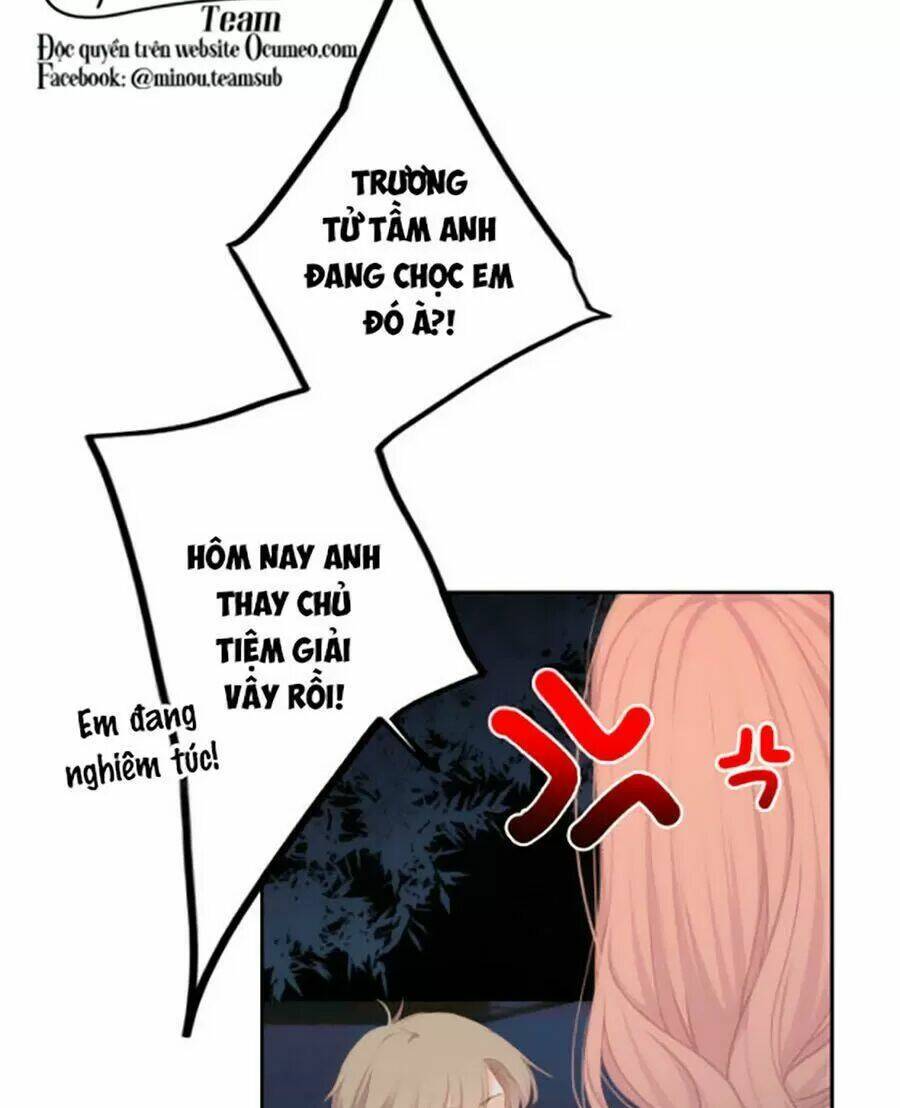 Team
Độc quyền trên website Ocumeo.com
Facebook: @minou.teamsub
TRƯƠNG
TỬ TẦM ANH
ĐANG CHỌC EM
ĐÓ À?!
HÔM NAY ANH
THAY CHỦ
TIỆM GIẢI
VÂY RỒI!
Em đang
nghiêm túc!